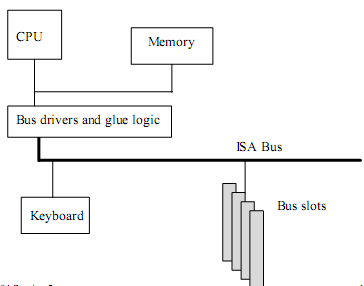 CPU
Memory
Bus drivers and glue logic
ISA Bus
Keyboard
Bus slots